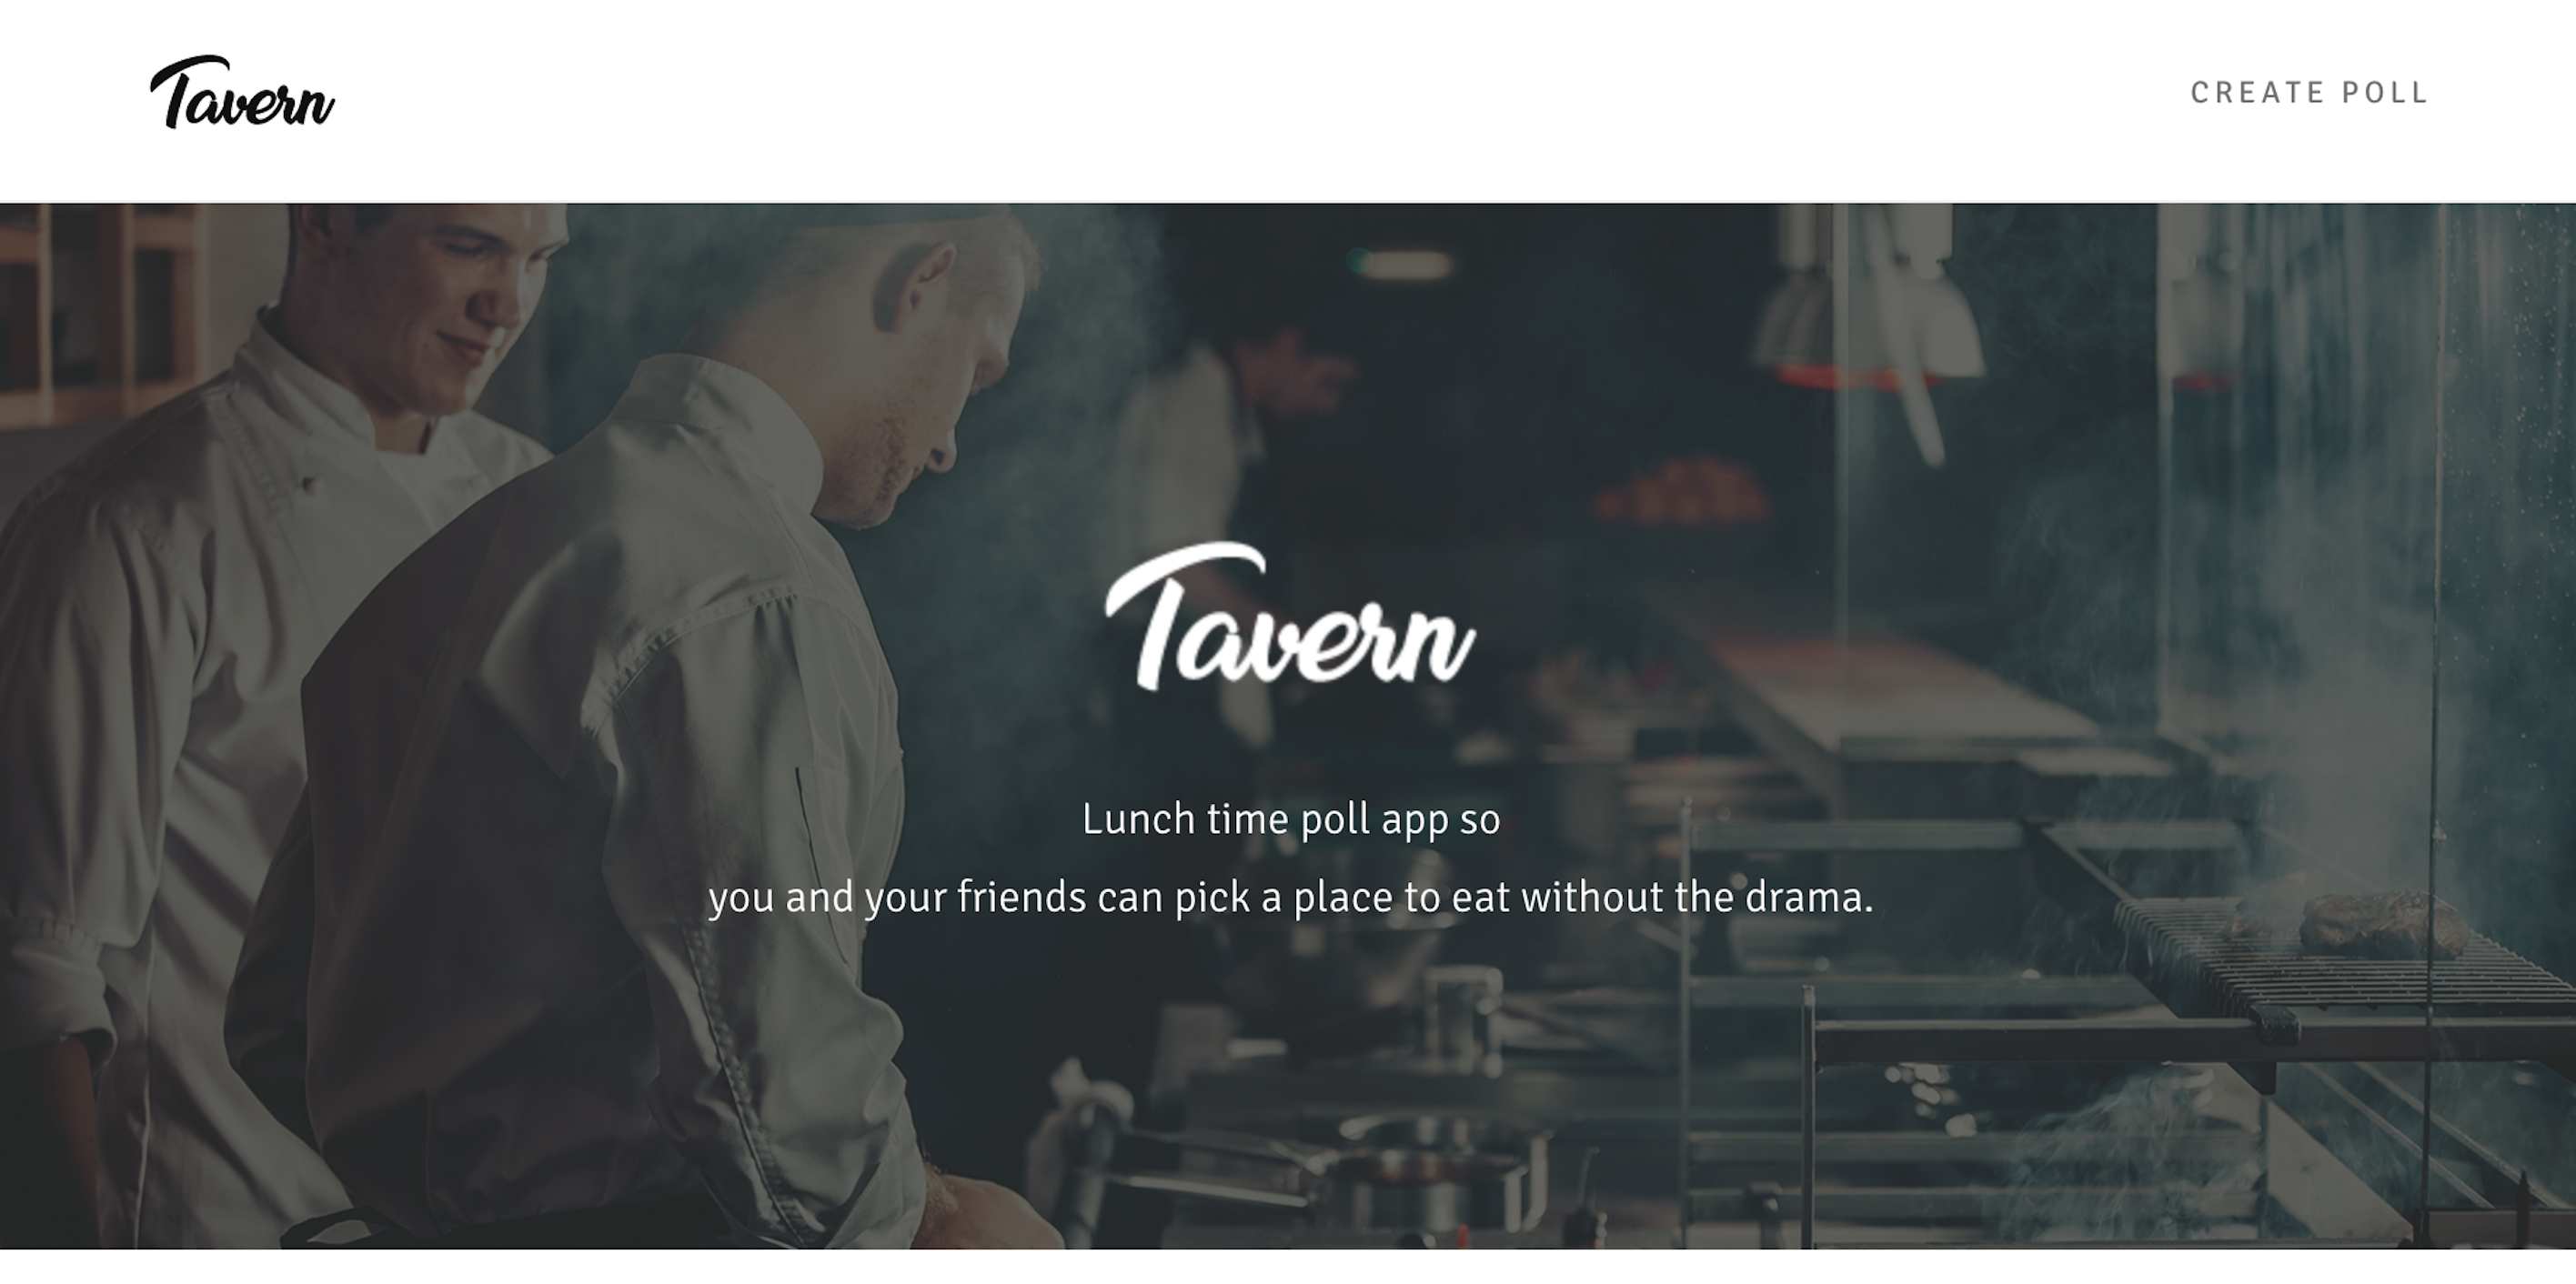 Tavern
CREATE POLL
Tavern
Lunch time poll app so
you and your friends can pick a place to eat without the drama.